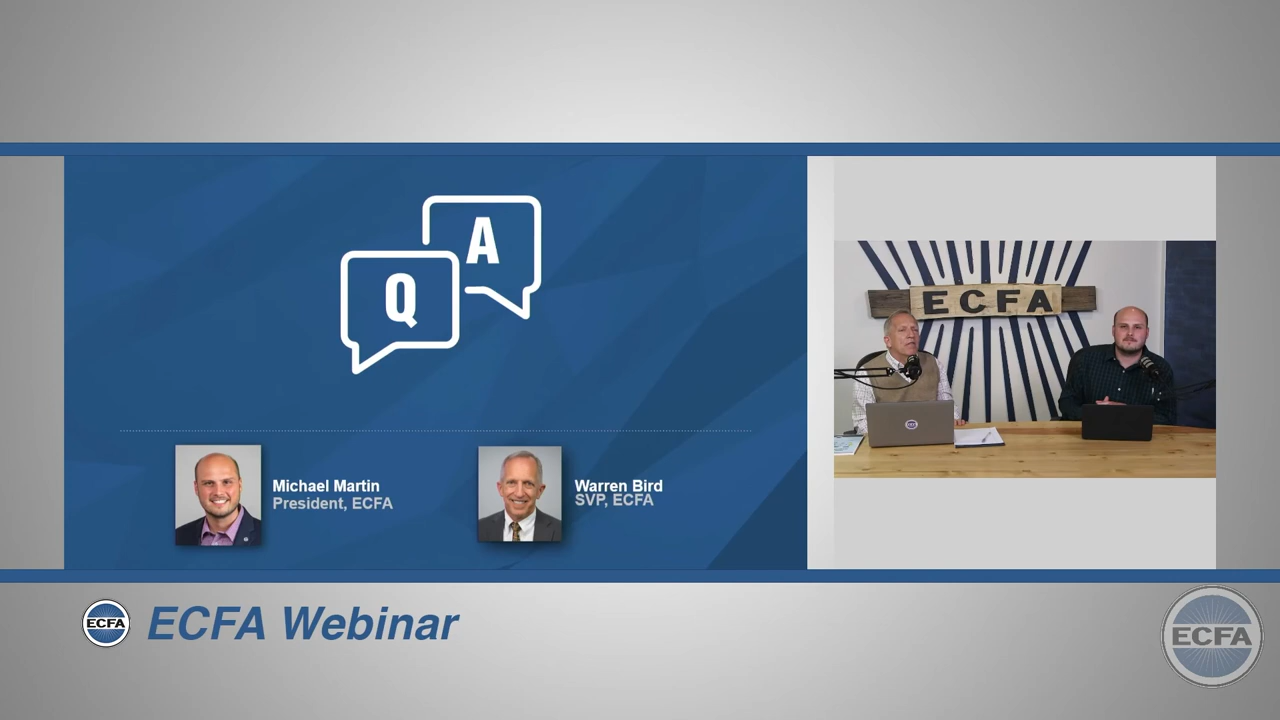 A
Q
Michael Martin
President, ECFA
Warren Bird
SVP, ECFA
ECFA
ECFA
ECFA Webinar
ECFA